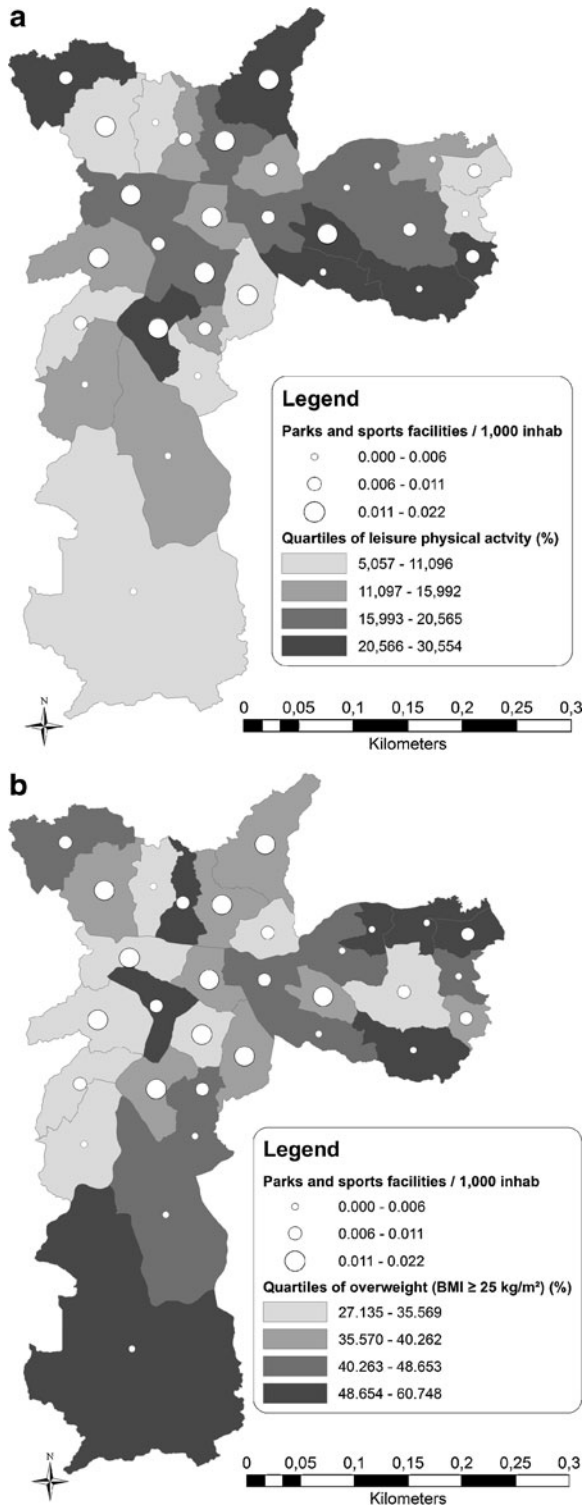 a
Legend
Parks and sports facilities / 1,000 inhab
0.000 - 0.006
0.006 - 0.011
0.011 - 0.022
Quartiles of leisure physical actvity (%)
5,057 - 11,096
11,097 - 15,992
15,993 - 20,565
20,566 - 30,554
N
0 0,05 0,1 0,15 0,2 0,25 0,3
Kilometers
b
Legend
Parks and sports facilities / 1,000 inhab
0.000 - 0.006
0.006 - 0.011
0.011 - 0.022
Quartiles of overweight (BMI ≥ 25 kg/m²) (%)
27.135 - 35.569
35.570 - 40.262
40.263 - 48.653
48.654 - 60.748
N
0 0,05 0,1 0,15 0,2 0,25 0,3
Kilometers